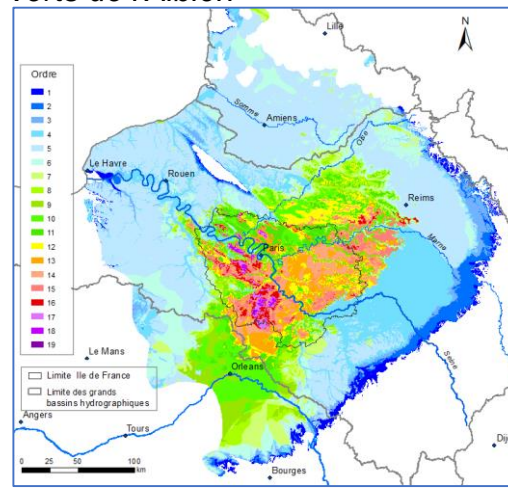 N
Lille
Ordre
1
2
3
4
5
6
7
8
9
10
11
12
13
14
15
16
17
18
19
Somme
Amiens
Oise
Le Havre
Rouen
Reims
Paris
Marne
Seine
Le Mans
Orleans
Limite Ile de France
Limite des grands
bassins hydrographiques
Angers
Tours
Bourges
Dij
0 25 50 100
km